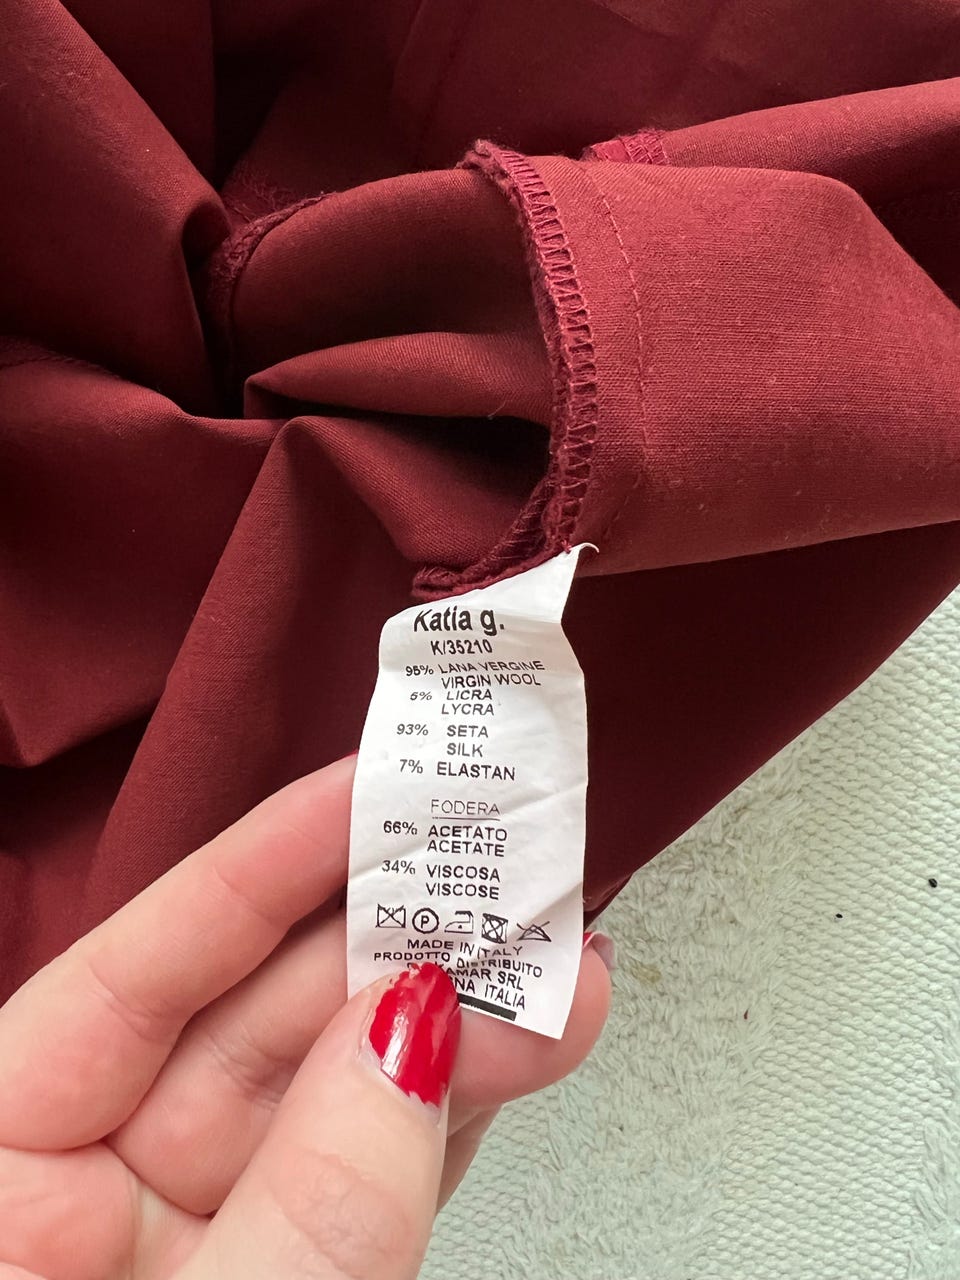 Katia g.
K/35210
95% LANA VERGINE
VIRGIN WOOL
5% LICRA
LYCRA
93% SETA
SILK
7% ELASTAN
FODERA
66% ACETATO
ACETATE
34% VISCOSA
VISCOSE
P
MADE IN ITALY
PRODOTTO DISTRIBUITO
SRL
ITALIA